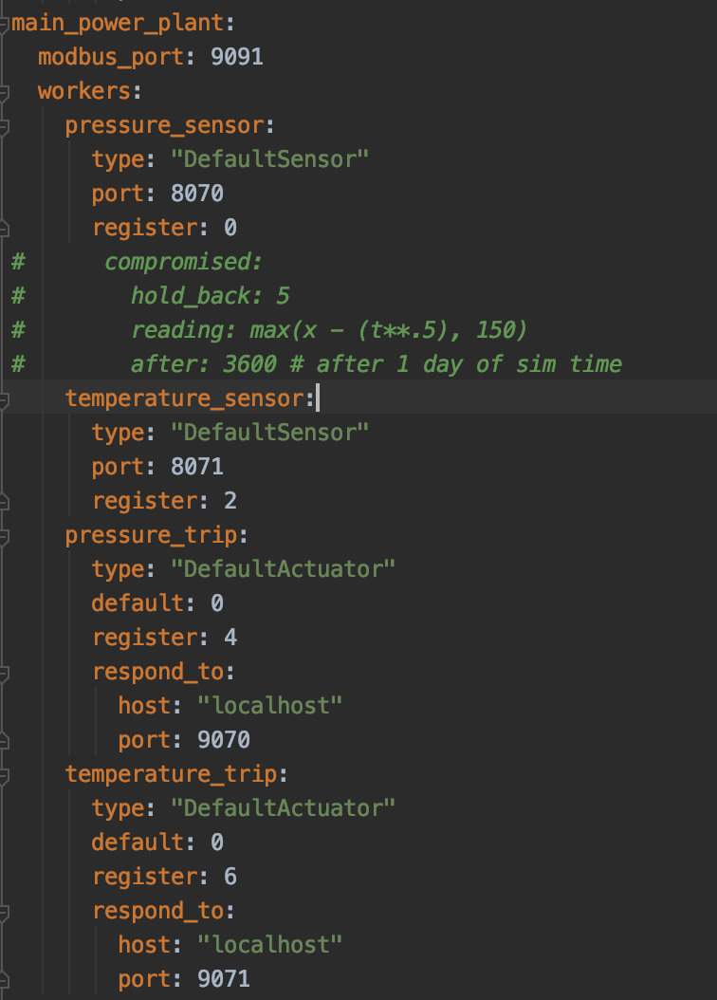 main_power_plant:
  modbus_port: 9091
  workers:
    pressure_sensor:
      type: "DefaultSensor"
      port: 8070
      register: 0
#      compromised:
#        hold_back: 5
#        reading: max(x - (t**.5), 150)
#        after: 3600 # after 1 day of sim time
    temperature_sensor:
      type: "DefaultSensor"
      port: 8071
      register: 2
    pressure_trip:
      type: "DefaultActuator"
      default: 0
      register: 4
      respond_to:
        host: "localhost"
        port: 9070
    temperature_trip:
      type: "DefaultActuator"
      default: 0
      register: 6
      respond_to:
        host: "localhost"
        port: 9071